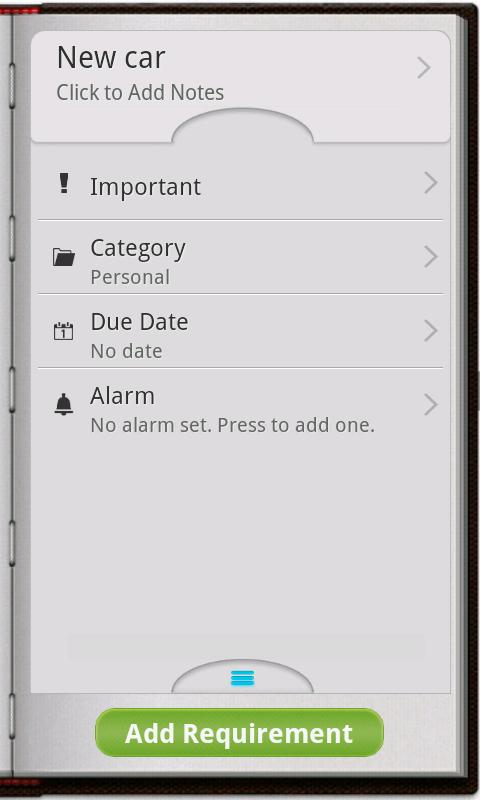 New car
Click to Add Notes
Important
Category
Personal
Due Date
1
No date
Alarm
No alarm set. Press to add one.
Add Requirement